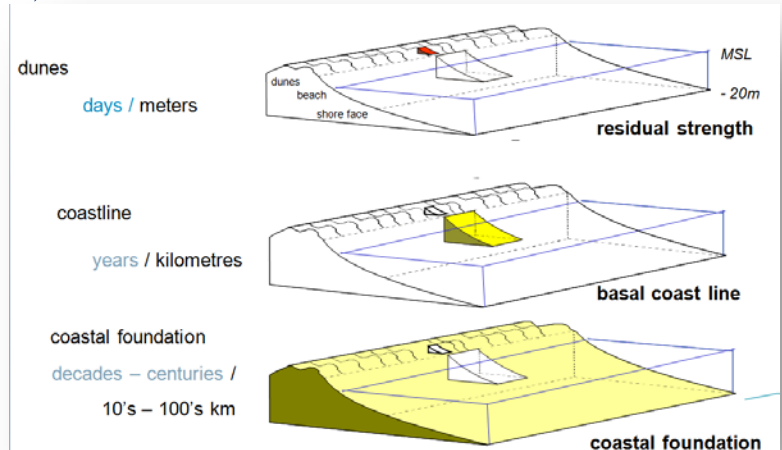 dunes
days / meters
dunes
beach
shore face
MSL
- 20m
residual strength
coastline
years / kilometres
basal coast line
coastal foundation
decades – centuries /
10's – 100's km
coastal foundation